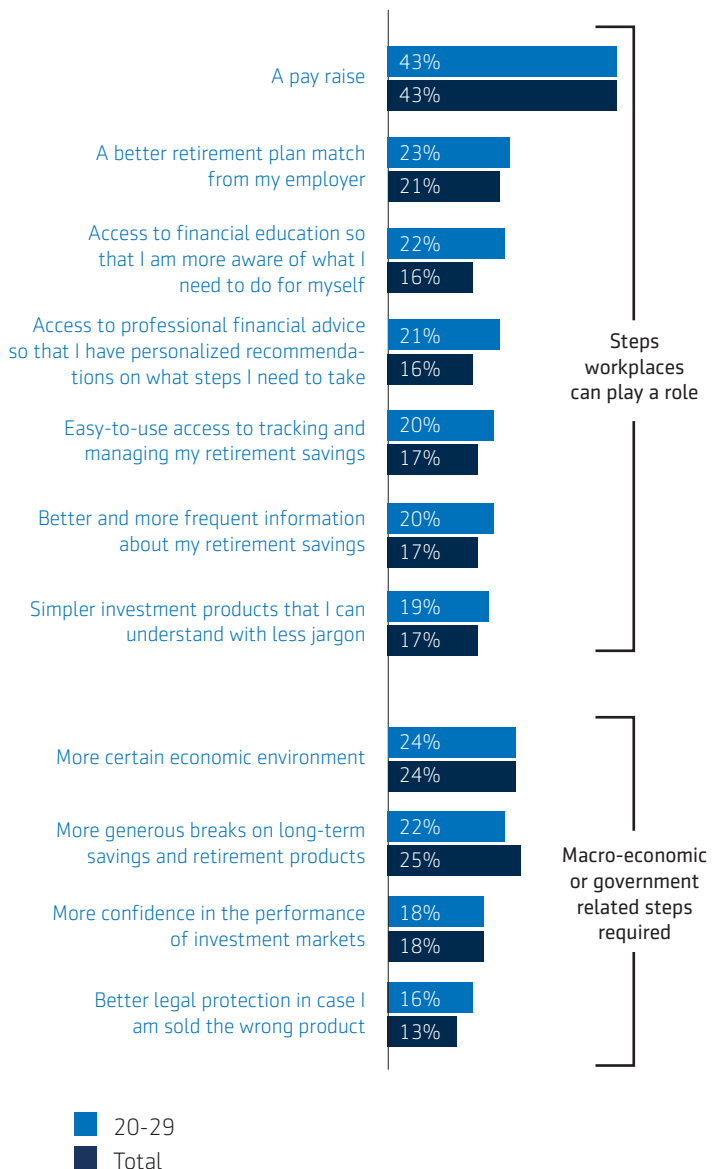 A pay raise
43%
43%
A better retirement plan match
from my employer
23%
21%
Access to financial education so
that I am more aware of what I
need to do for myself
22%
16%
Access to professional financial advice
so that I have personalized recommenda-
tions on what steps I need to take
21%
16%
Easy-to-use access to tracking and
managing my retirement savings
20%
17%
Better and more frequent information
about my retirement savings
20%
17%
Simpler investment products that I can
understand with less jargon
19%
17%
Steps
workplaces
can play a role
More certain economic environment
24%
24%
More generous breaks on long-term
savings and retirement products
22%
25%
More confidence in the performance
of investment markets
18%
18%
Better legal protection in case I
am sold the wrong product
16%
13%
Macro-economic
or government
related steps
required
20-29
Total